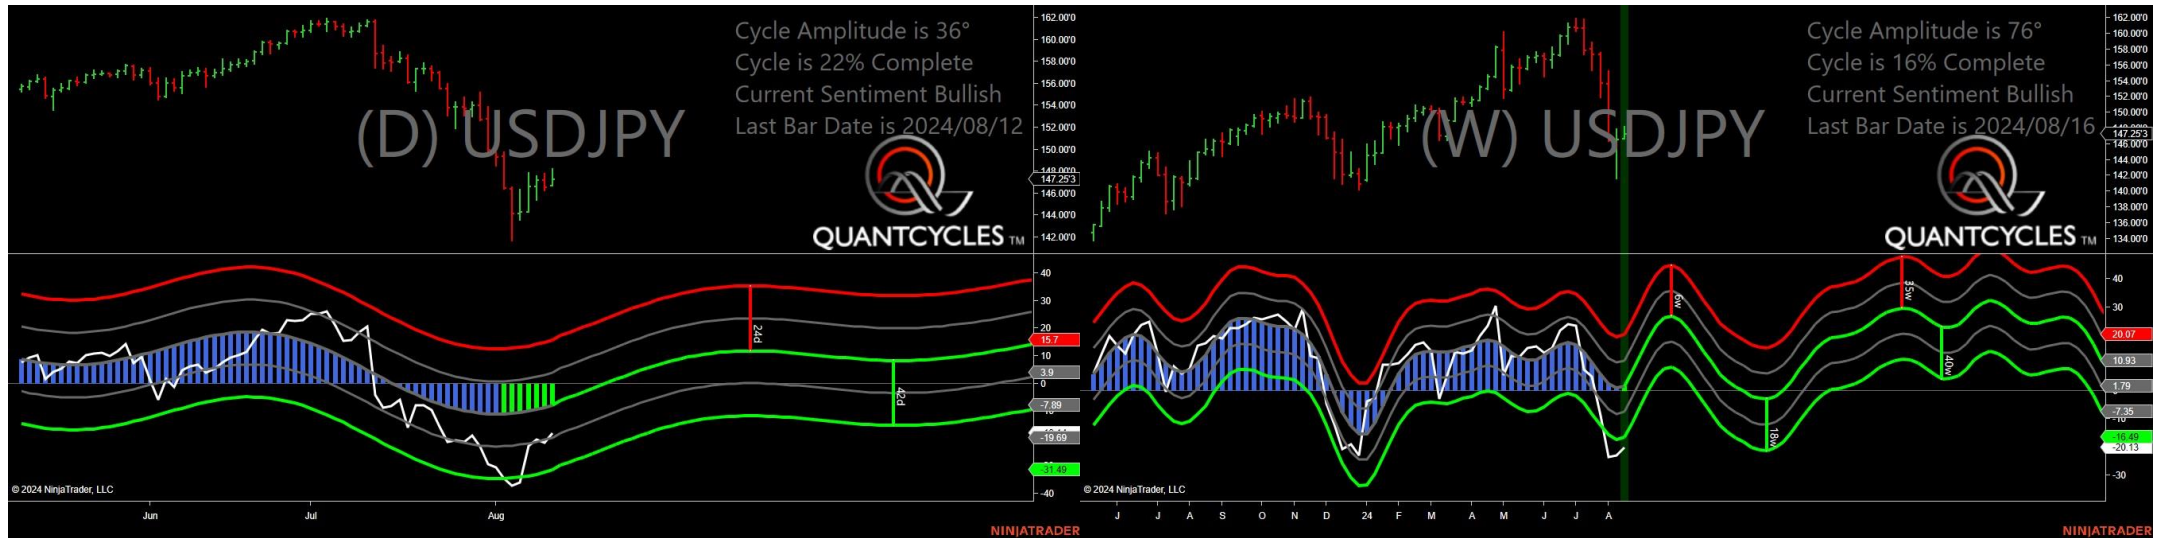 Cycle Amplitude is 36°
Cycle is 22% Complete
Current Sentiment Bullish
Last Bar Date is 2024/08/12
(D) USDJPY
QUANTCYCLES TM
162.00'0
160.00'0
158.00'0
156.00'0
154.00'0
152.00'0
150.00'0
147.25'3
146.00'0
144.00'0
142.00'0
24d
42d
40
30
20
15.7
10
3.9
0
-7.89
-19.69
-31.49
-40
© 2024 NinjaTrader, LLC
Jun Jul Aug
NINJATRADER
Cycle Amplitude is 76°
Cycle is 16% Complete
Current Sentiment Bullish
Last Bar Date is 2024/08/16
(W) USDJPY
QUANTCYCLES TM
162.00'0
160.00'0
158.00'0
156.00'0
154.00'0
152.00'0
150.00'0
147.25'3
146.00'0
144.00'0
142.00'0
140.00'0
138.00'0
136.00'0
134.00'0
6w
18w
35w
40w
40
30
20.07
10.93
1.79
-7.35
-10
-16.49
-20.13
-30
© 2024 NinjaTrader, LLC
J J A S O N D 24 F M A M J J A
NINJATRADER